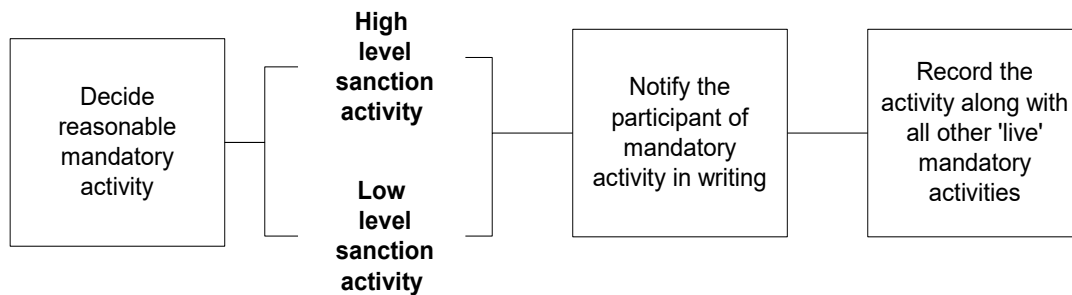 Decide
reasonable
mandatory
activity
High
level
sanction
activity
Low
level
sanction
activity
Notify the
participant of
mandatory
activity in writing
Record the
activity along with
all other 'live'
mandatory
activities